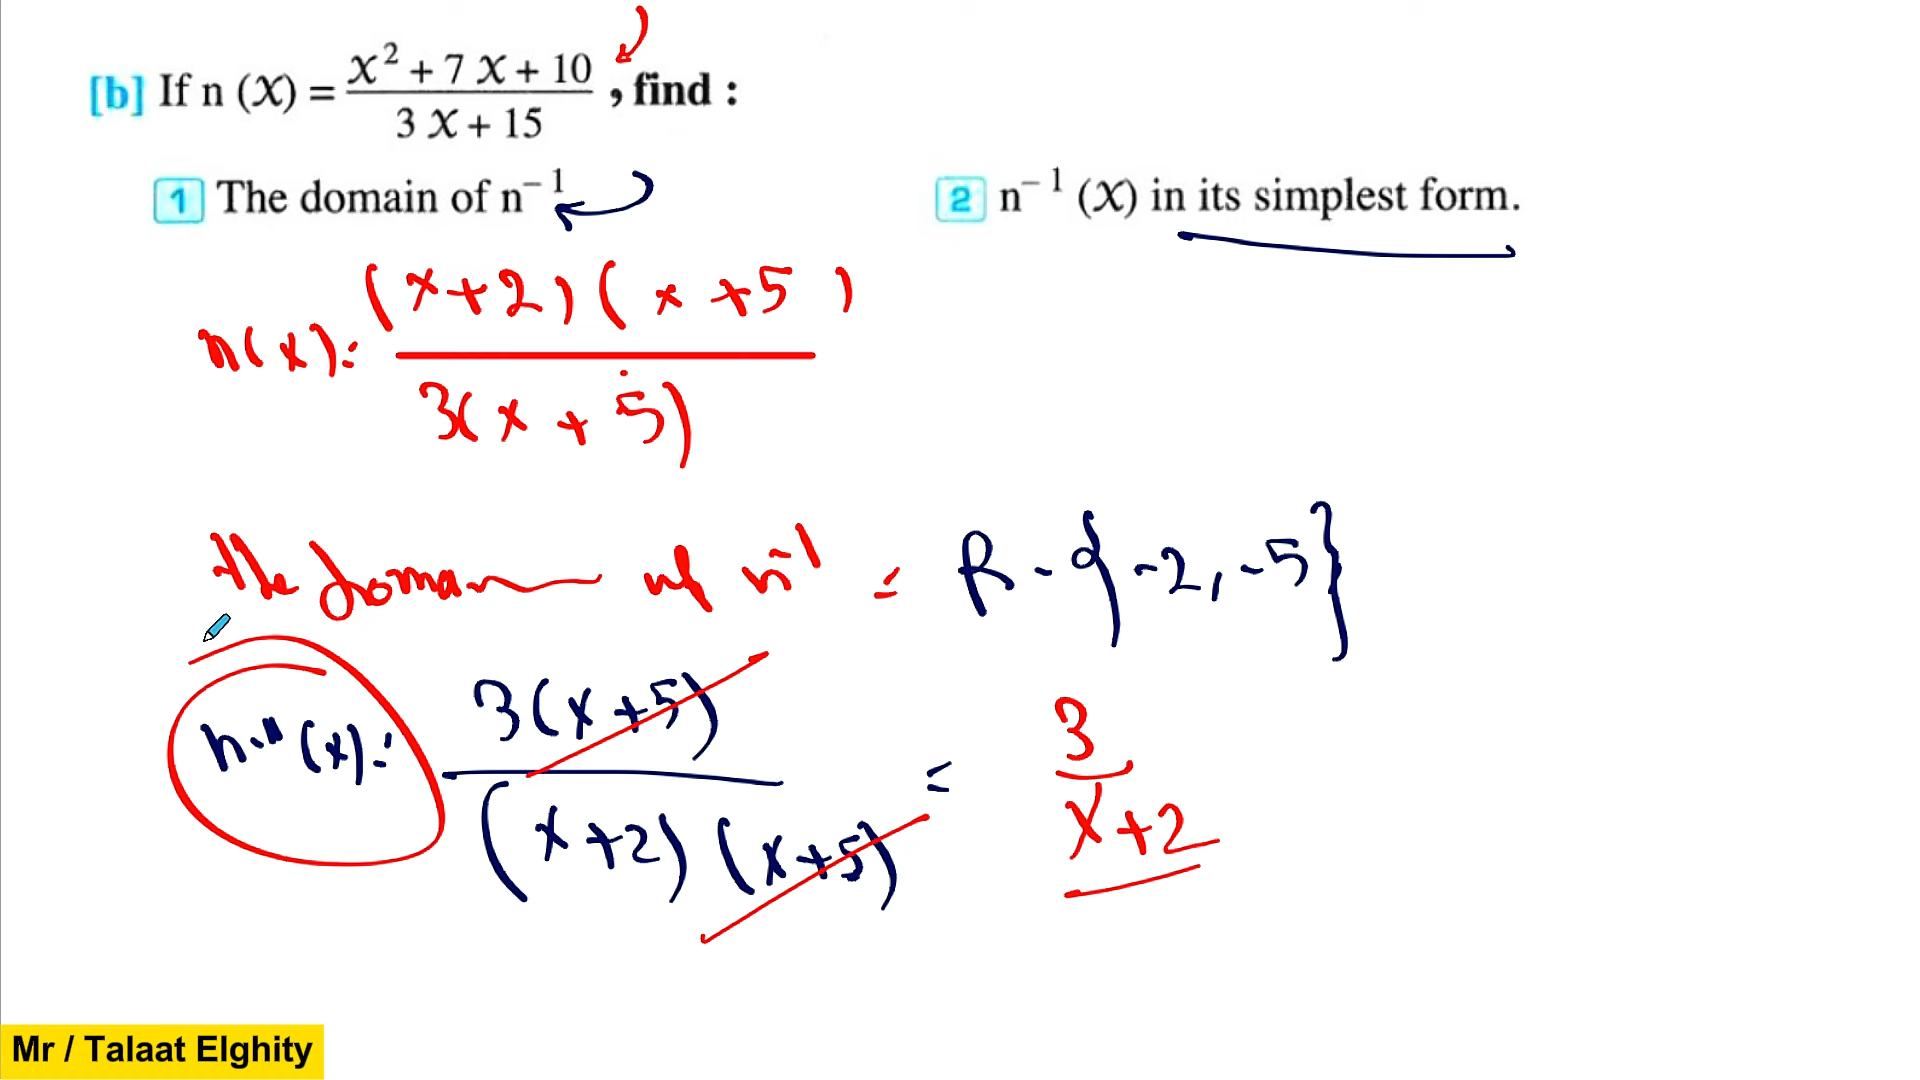 [b] If n (X) = X² + 7 X + 10 / 3 X + 15 , find :
1 The domain of n⁻¹
2 n⁻¹ (X) in its simplest form.
n(x) = (x+2)(x+5) / 3(x+5)
the doman of n⁻¹ = R - {-2, -5}
n⁻¹(x) = 3(x+5) / (x+2)(x+5) = 3 / x+2
Mr / Talaat Elghity